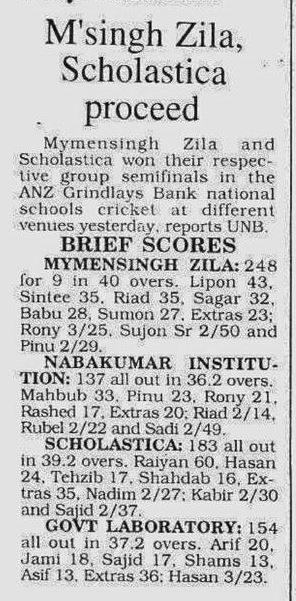 M'singh Zila,
Scholastica
proceed
Mymensingh Zila and
Scholastica won their respec-
tive group semifinals in the
ANZ Grindlays Bank national
schools cricket at different
venues yesterday, reports UNB.
BRIEF SCORES
MYMENSINGH ZILA: 248
for 9 in 40 overs. Lipon 43,
Sintee 35, Riad 35, Sagar 32,
Babu 28, Sumon 27, Extras 23;
Rony 3/25, Sujon Sr 2/50 and
Pinu 2/29.
NABAKUMAR INSTITU-
TION: 137 all out in 36.2 overs.
Mahbub 33, Pinu 23, Rony 21,
Rashed 17, Extras 20; Riad 2/14,
Rubel 2/22 and Sadi 2/49.
SCHOLASTICA: 183 all out
in 39.2 overs. Raiyan 60, Hasan
24, Tehzib 17, Shahdab 16, Ex-
tras 35, Nadim 2/27; Kabir 2/30
and Sajid 2/37.
GOVT LABORATORY: 154
all out in 37.2 overs. Arif 20,
Jami 18, Sajid 17, Shams 13,
Asif 13, Extras 36; Hasan 3/23.